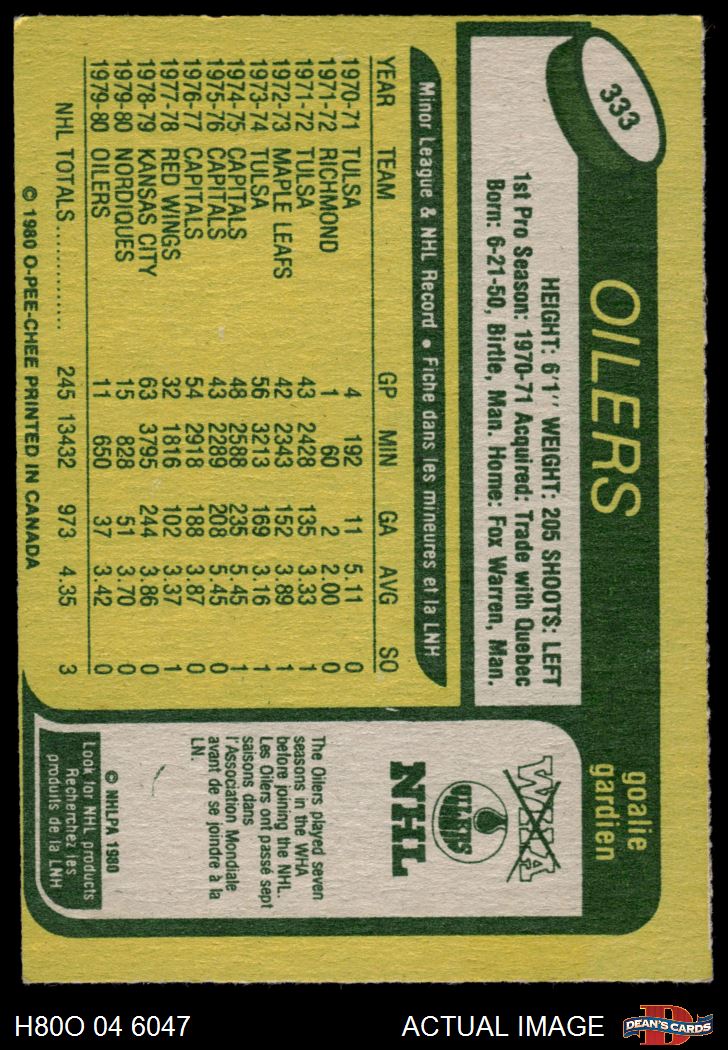 333
OILERS
goalie
gardien
HEIGHT: 6'1'' WEIGHT: 205 SHOOTS: LEFT
1st Pro Season: 1970-71 Acquired: Trade with Quebec
Born: 6-21-50, Birtle, Man. Home: Fox Warren, Man.
Minor League & NHL Record • Fiche dans les mineures et la LNH
YEAR TEAM GP MIN GA AVG SO
1970-71 TULSA 4 192 11 5.11 0
1971-72 RICHMOND 1 60 2 2.00 0
1971-72 TULSA 43 2428 135 3.33 1
1972-73 MAPLE LEAFS 42 2343 152 3.89 1
1973-74 TULSA 56 3213 169 3.16 1
1974-75 CAPITALS 48 2588 235 5.45 1
1975-76 CAPITALS 43 2289 208 5.45 0
1976-77 CAPITALS 54 2918 188 3.87 0
1977-78 RED WINGS 32 1816 102 3.37 1
1978-79 KANSAS CITY 63 3795 244 3.86 0
1979-80 NORDIQUES 15 828 51 3.70 0
1979-80 OILERS 11 650 37 3.42 0
NHL TOTALS ............. 245 13432 973 4.35 3
© 1980 O-PEE-CHEE PRINTED IN CANADA
WHA
OILERS
NHL
The Oilers played seven
seasons in the WHA
before joining the NHL.
Les Oilers ont passé sept
saisons dans
l'Association Mondiale
avant de se joindre à la
LN.
© NHLPA 1980
Look for NHL products
Recherchez les
produits de la LNH
H80O 04 6047
ACTUAL IMAGE
D
DEAN'S CARDS